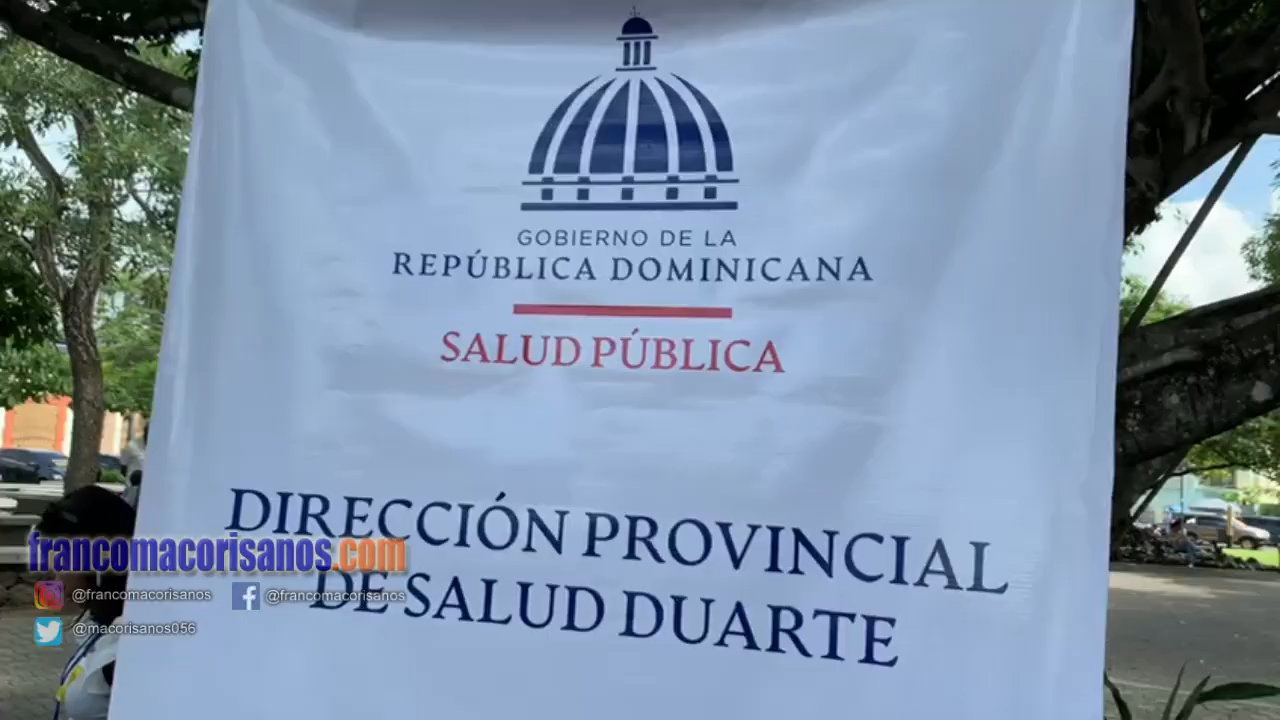 GOBIERNO DE LA
REPÚBLICA DOMINICANA
SALUD PÚBLICA
DIRECCIÓN PROVINCIAL
DE SALUD DUARTE
francomacorisanos.com
@francomacorisanos @francomacorisanos
@macorisanos056